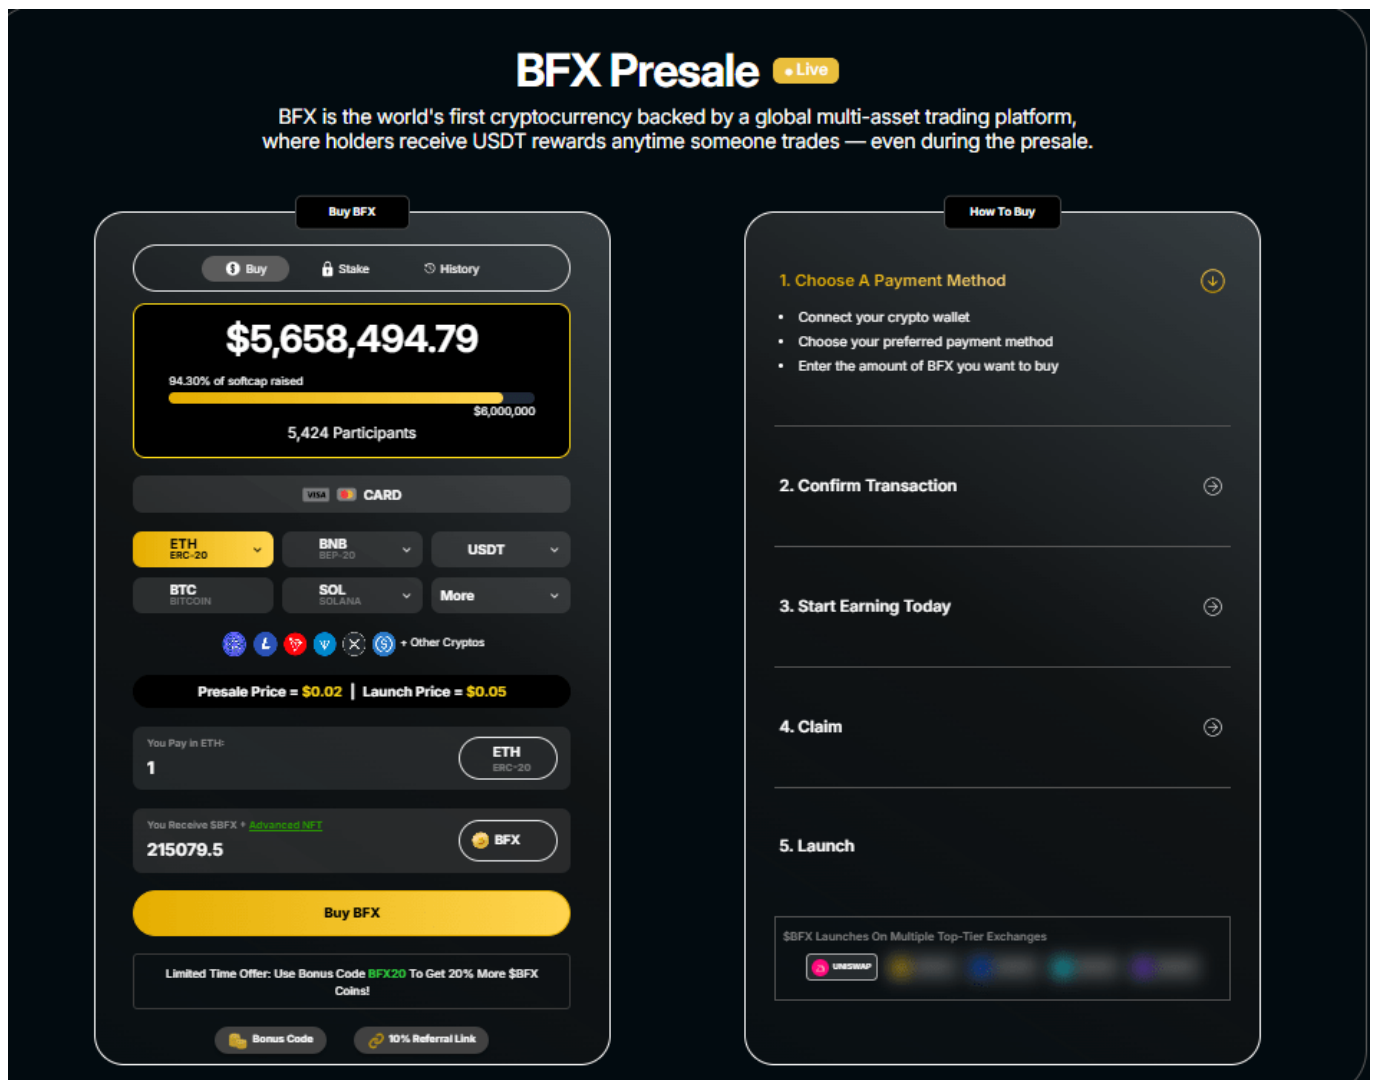 BFX Presale
Live
BFX is the world's first cryptocurrency backed by a global multi-asset trading platform,
where holders receive USDT rewards anytime someone trades — even during the presale.
Buy BFX
Buy
Stake
History
$5,658,494.79
94.30% of softcap raised
$6,000,000
5,424 Participants
VISA
CARD
ETH
ERC-20
BNB
BEP-20
USDT
BTC
BITCOIN
SOL
SOLANA
More
+ Other Cryptos
Presale Price = $0.02 | Launch Price = $0.05
You Pay in ETH:
1
ETH
ERC-20
You Receive $BFX + Advanced NFT
215079.5
BFX
Buy BFX
Limited Time Offer: Use Bonus Code BFX20 To Get 20% More $BFX
Coins!
Bonus Code
10% Referral Link
How To Buy
1. Choose A Payment Method
• Connect your crypto wallet
• Choose your preferred payment method
• Enter the amount of BFX you want to buy
2. Confirm Transaction
3. Start Earning Today
4. Claim
5. Launch
$BFX Launches On Multiple Top-Tier Exchanges
UNISWAP